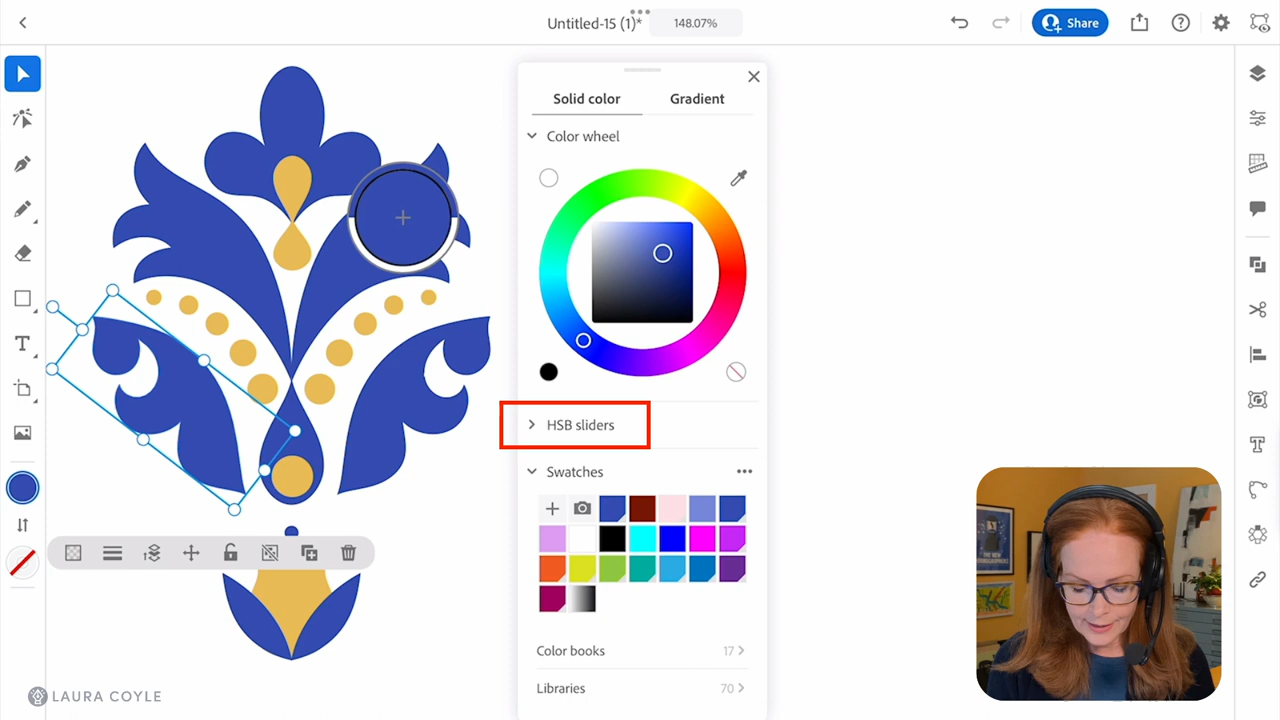 Untitled-15 (1)*
148.07%
Share
Solid color
Gradient
Color wheel
HSB sliders
Swatches
Color books
17
Libraries
70
LAURA COYLE